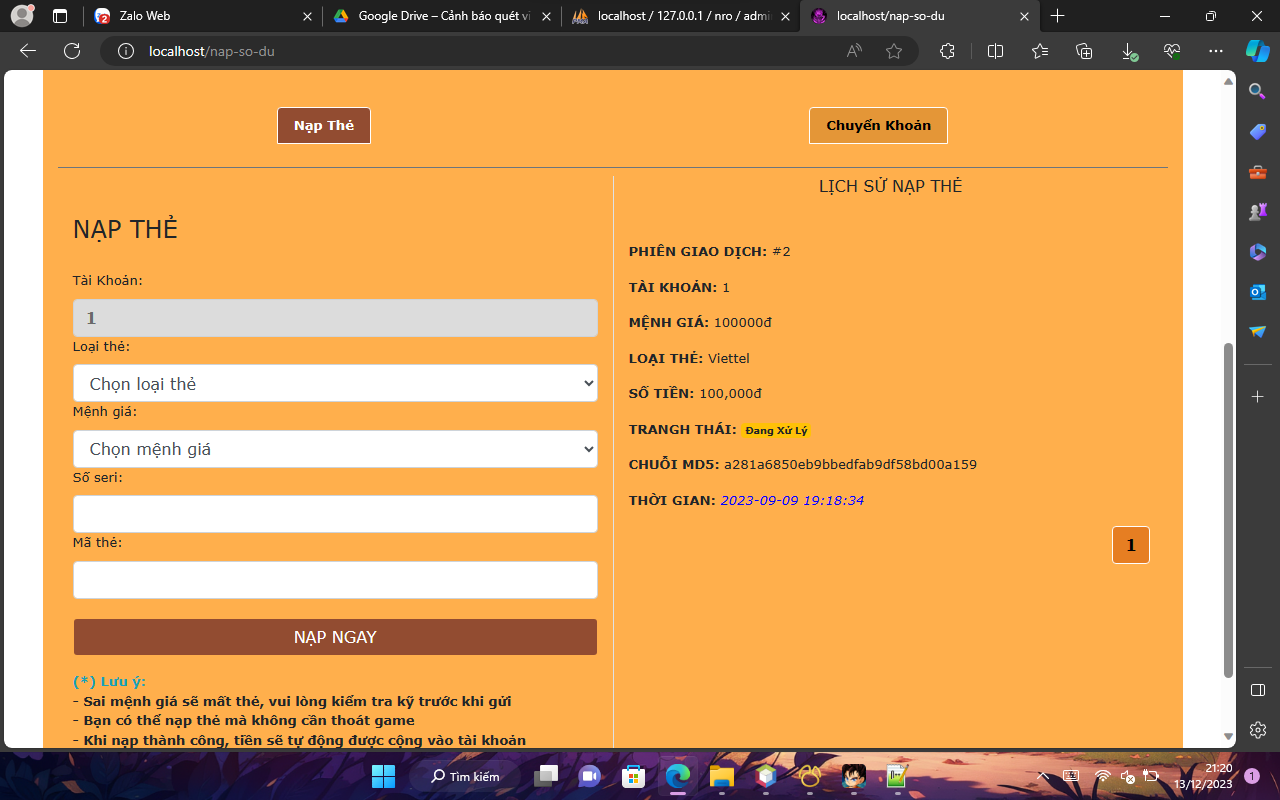 Zalo Web
Google Drive – Cảnh báo quét vi
localhost / 127.0.0.1 / nro / admi
localhost/nap-so-du
localhost/nap-so-du
Nạp Thẻ
Chuyển Khoản
NẠP THẺ
Tài Khoản:
1
Loại thẻ:
Chọn loại thẻ
Mệnh giá:
Chọn mệnh giá
Số seri:
Mã thẻ:
NẠP NGAY
(*) Lưu ý:
- Sai mệnh giá sẽ mất thẻ, vui lòng kiểm tra kỹ trước khi gửi
- Bạn có thể nạp thẻ mà không cần thoát game
- Khi nạp thành công, tiền sẽ tự động được cộng vào tài khoản
LỊCH SỬ NẠP THẺ
PHIÊN GIAO DỊCH: #2
TÀI KHOẢN: 1
MỆNH GIÁ: 100000đ
LOẠI THẺ: Viettel
SỐ TIỀN: 100,000đ
TRANGH THÁI: Đang Xử Lý
CHUỖI MD5: a281a6850eb9bbedfab9df58bd00a159
THỜI GIAN: 2023-09-09 19:18:34
1
Tìm kiếm
21:20
13/12/2023
1